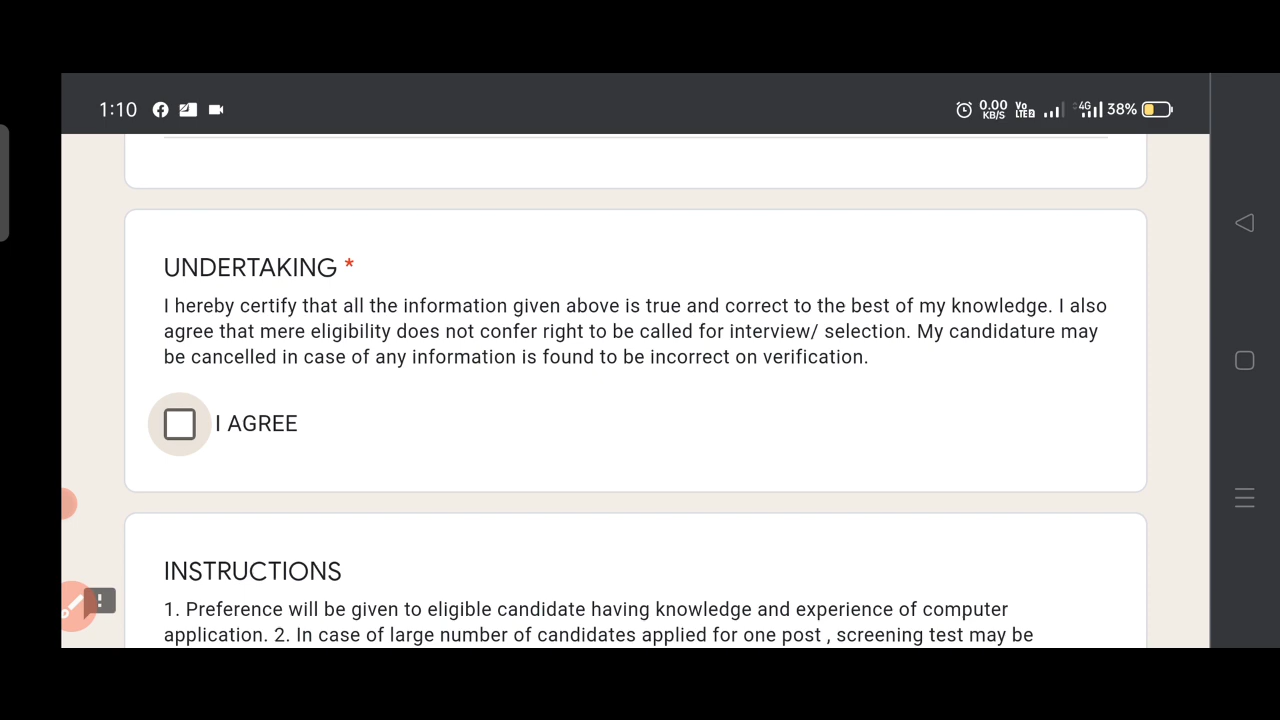 1:10 0.00 KB/S Vo LTE2 4G 38%
UNDERTAKING *
I hereby certify that all the information given above is true and correct to the best of my knowledge. I also
agree that mere eligibility does not confer right to be called for interview/ selection. My candidature may
be cancelled in case of any information is found to be incorrect on verification.
I AGREE
INSTRUCTIONS
1. Preference will be given to eligible candidate having knowledge and experience of computer
application. 2. In case of large number of candidates applied for one post , screening test may be